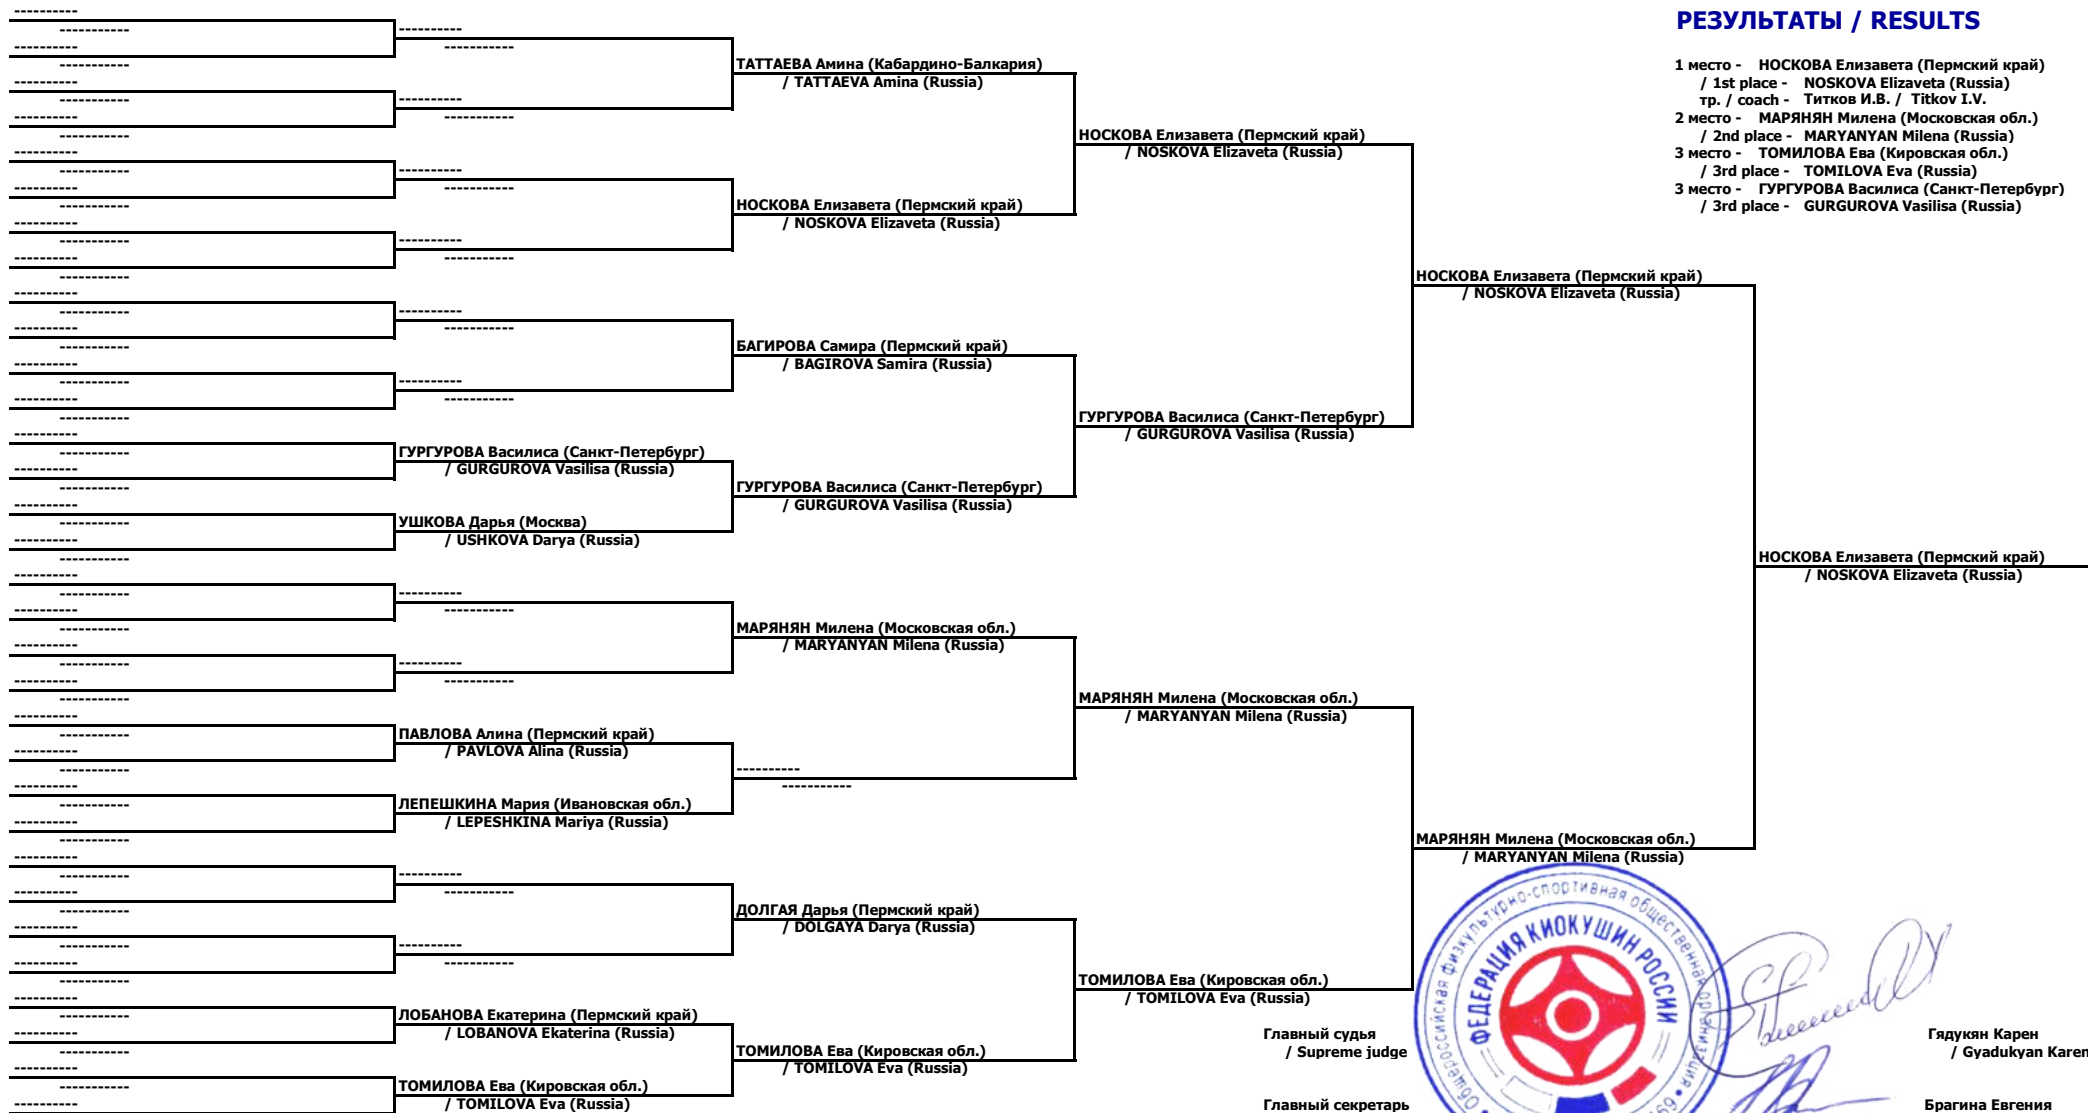 РЕЗУЛЬТАТЫ / RESULTS
1 место - НОСКОВА Елизавета (Пермский край)
/ 1st place - NOSKOVA Elizaveta (Russia)
тр. / coach - Титков И.В. / Titkov I.V.
2 место - МАРЯНЯН Милена (Московская обл.)
/ 2nd place - MARYANYAN Milena (Russia)
3 место - ТОМИЛОВА Ева (Кировская обл.)
/ 3rd place - TOMILOVA Eva (Russia)
3 место - ГУРГУРОВА Василиса (Санкт-Петербург)
/ 3rd place - GURGUROVA Vasilisa (Russia)
ГУРГУРОВА Василиса (Санкт-Петербург)
/ GURGUROVA Vasilisa (Russia)
УШКОВА Дарья (Москва)
/ USHKOVA Darya (Russia)
ПАВЛОВА Алина (Пермский край)
/ PAVLOVA Alina (Russia)
ЛЕПЕШКИНА Мария (Ивановская обл.)
/ LEPESHKINA Mariya (Russia)
ЛОБАНОВА Екатерина (Пермский край)
/ LOBANOVA Ekaterina (Russia)
ТОМИЛОВА Ева (Кировская обл.)
/ TOMILOVA Eva (Russia)
ТАТТАЕВА Амина (Кабардино-Балкария)
/ TATTAEVA Amina (Russia)
НОСКОВА Елизавета (Пермский край)
/ NOSKOVA Elizaveta (Russia)
БАГИРОВА Самира (Пермский край)
/ BAGIROVA Samira (Russia)
ГУРГУРОВА Василиса (Санкт-Петербург)
/ GURGUROVA Vasilisa (Russia)
МАРЯНЯН Милена (Московская обл.)
/ MARYANYAN Milena (Russia)
ДОЛГАЯ Дарья (Пермский край)
/ DOLGAYA Darya (Russia)
ТОМИЛОВА Ева (Кировская обл.)
/ TOMILOVA Eva (Russia)
НОСКОВА Елизавета (Пермский край)
/ NOSKOVA Elizaveta (Russia)
ГУРГУРОВА Василиса (Санкт-Петербург)
/ GURGUROVA Vasilisa (Russia)
МАРЯНЯН Милена (Московская обл.)
/ MARYANYAN Milena (Russia)
ТОМИЛОВА Ева (Кировская обл.)
/ TOMILOVA Eva (Russia)
НОСКОВА Елизавета (Пермский край)
/ NOSKOVA Elizaveta (Russia)
МАРЯНЯН Милена (Московская обл.)
/ MARYANYAN Milena (Russia)
НОСКОВА Елизавета (Пермский край)
/ NOSKOVA Elizaveta (Russia)
Общероссийская физкультурно-спортивная общественная организация
ФЕДЕРАЦИЯ КИОКУШИН РОССИИ
Главный судья
/ Supreme judge
Гядукян Карен
/ Gyadukyan Karen
Главный секретарь
Брагина Евгения